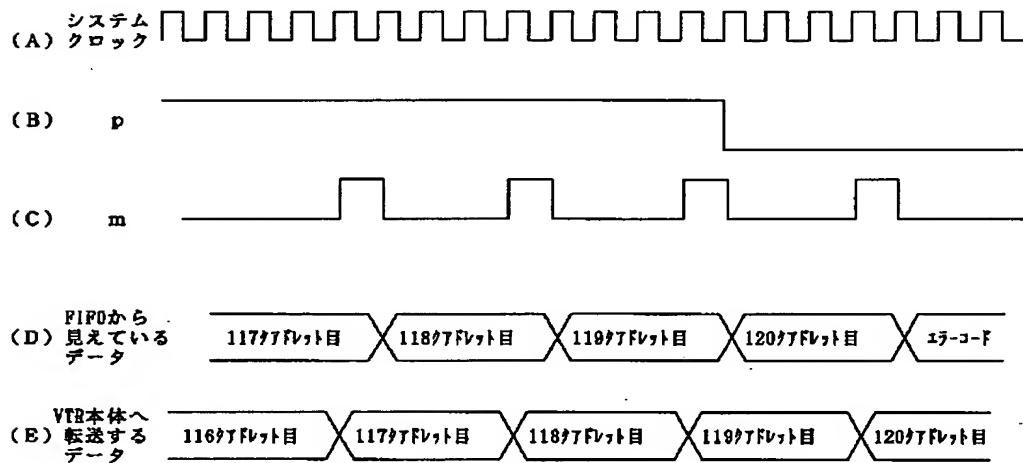 システム
(A) クロック
(B) p
(C) m
FIFOから
(D) 見えている
データ
117クアドレット目 118クアドレット目 119クアドレット目 120クアドレット目 エラーコード
VTR本体へ
(E) 転送する
データ
116クアドレット目 117クアドレット目 118クアドレット目 119クアドレット目 120クアドレット目